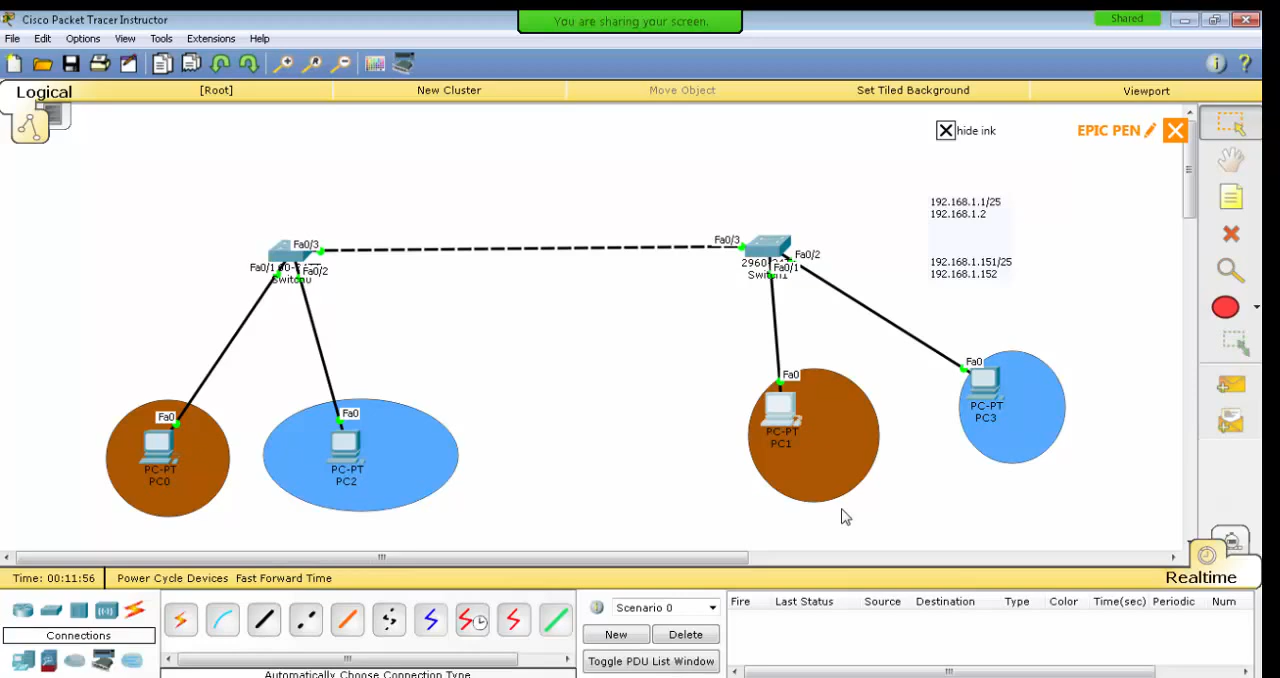 Cisco Packet Tracer Instructor
You are sharing your screen.
Shared
File Edit Options View Tools Extensions Help
Logical
[Root]
New Cluster
Move Object
Set Tiled Background
Viewport
hide ink
EPIC PEN
192.168.1.1/25
192.168.1.2
192.168.1.151/25
192.168.1.152
Fa0/3
Fa0/1
Fa0/2
Switch0
Fa0/3
Fa0/2
Fa0/1
Fa0
PC-PT
PC0
Fa0
PC-PT
PC2
Fa0
PC-PT
PC1
Fa0
PC-PT
PC3
Time: 00:11:56
Power Cycle Devices Fast Forward Time
Realtime
Connections
Automatically Choose Connection Type
Scenario 0
New
Delete
Toggle PDU List Window
Fire Last Status Source Destination Type Color Time(sec) Periodic Num